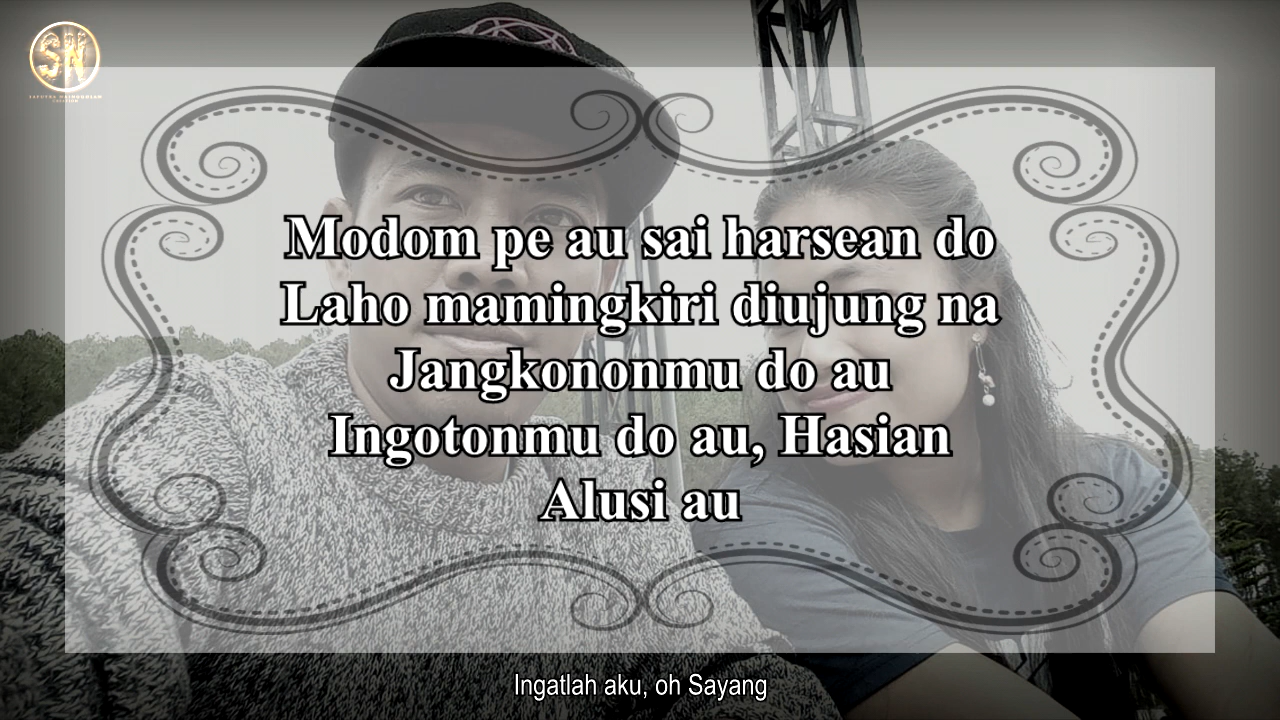 SN
Modom pe au sai harsean do
Laho mamingkiri diujung na
Jangkononmu do au
Ingotonmu do au, Hasian
Alusi au
Ingatlah aku, oh Sayang